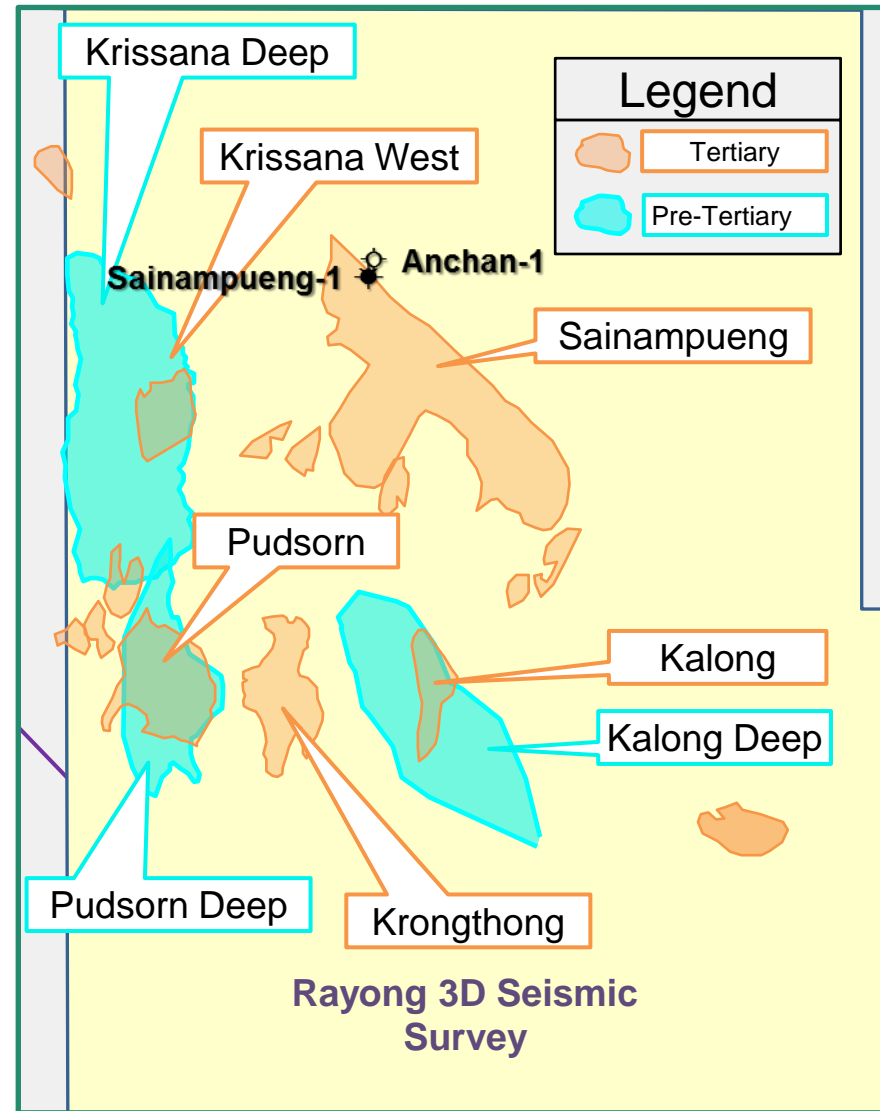 Krissana Deep
Legend
Tertiary
Krissana West
Pre-Tertiary
Anchan-1
Sainampueng-1
Sainampueng
Pudsorn
Kalong
Kalong Deep
Pudsorn Deep
Krongthong
Rayong 3D Seismic
Survey